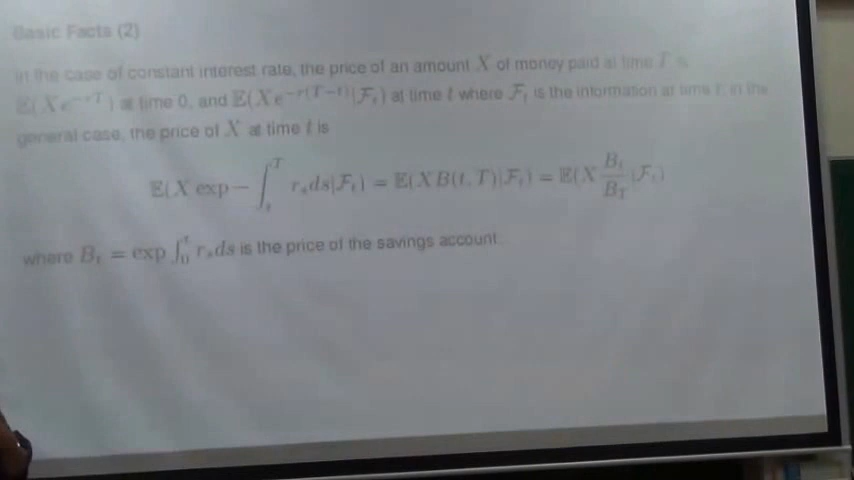 Basic Facts (2)
In the case of constant interest rate, the price of an amount X of money paid at time T is
𝔼(Xe^{-rT}) at time 0, and 𝔼(Xe^{-r(T-t)}|ℱ_t) at time t where ℱ_t is the information at time t; in the
general case, the price of X at time t is
𝔼(X exp − ∫_t^T r_s ds|ℱ_t) = 𝔼(XB(t,T)|ℱ_t) = 𝔼(X B_t/B_T |ℱ_t)
where B_t = exp ∫_0^t r_s ds is the price of the savings account.